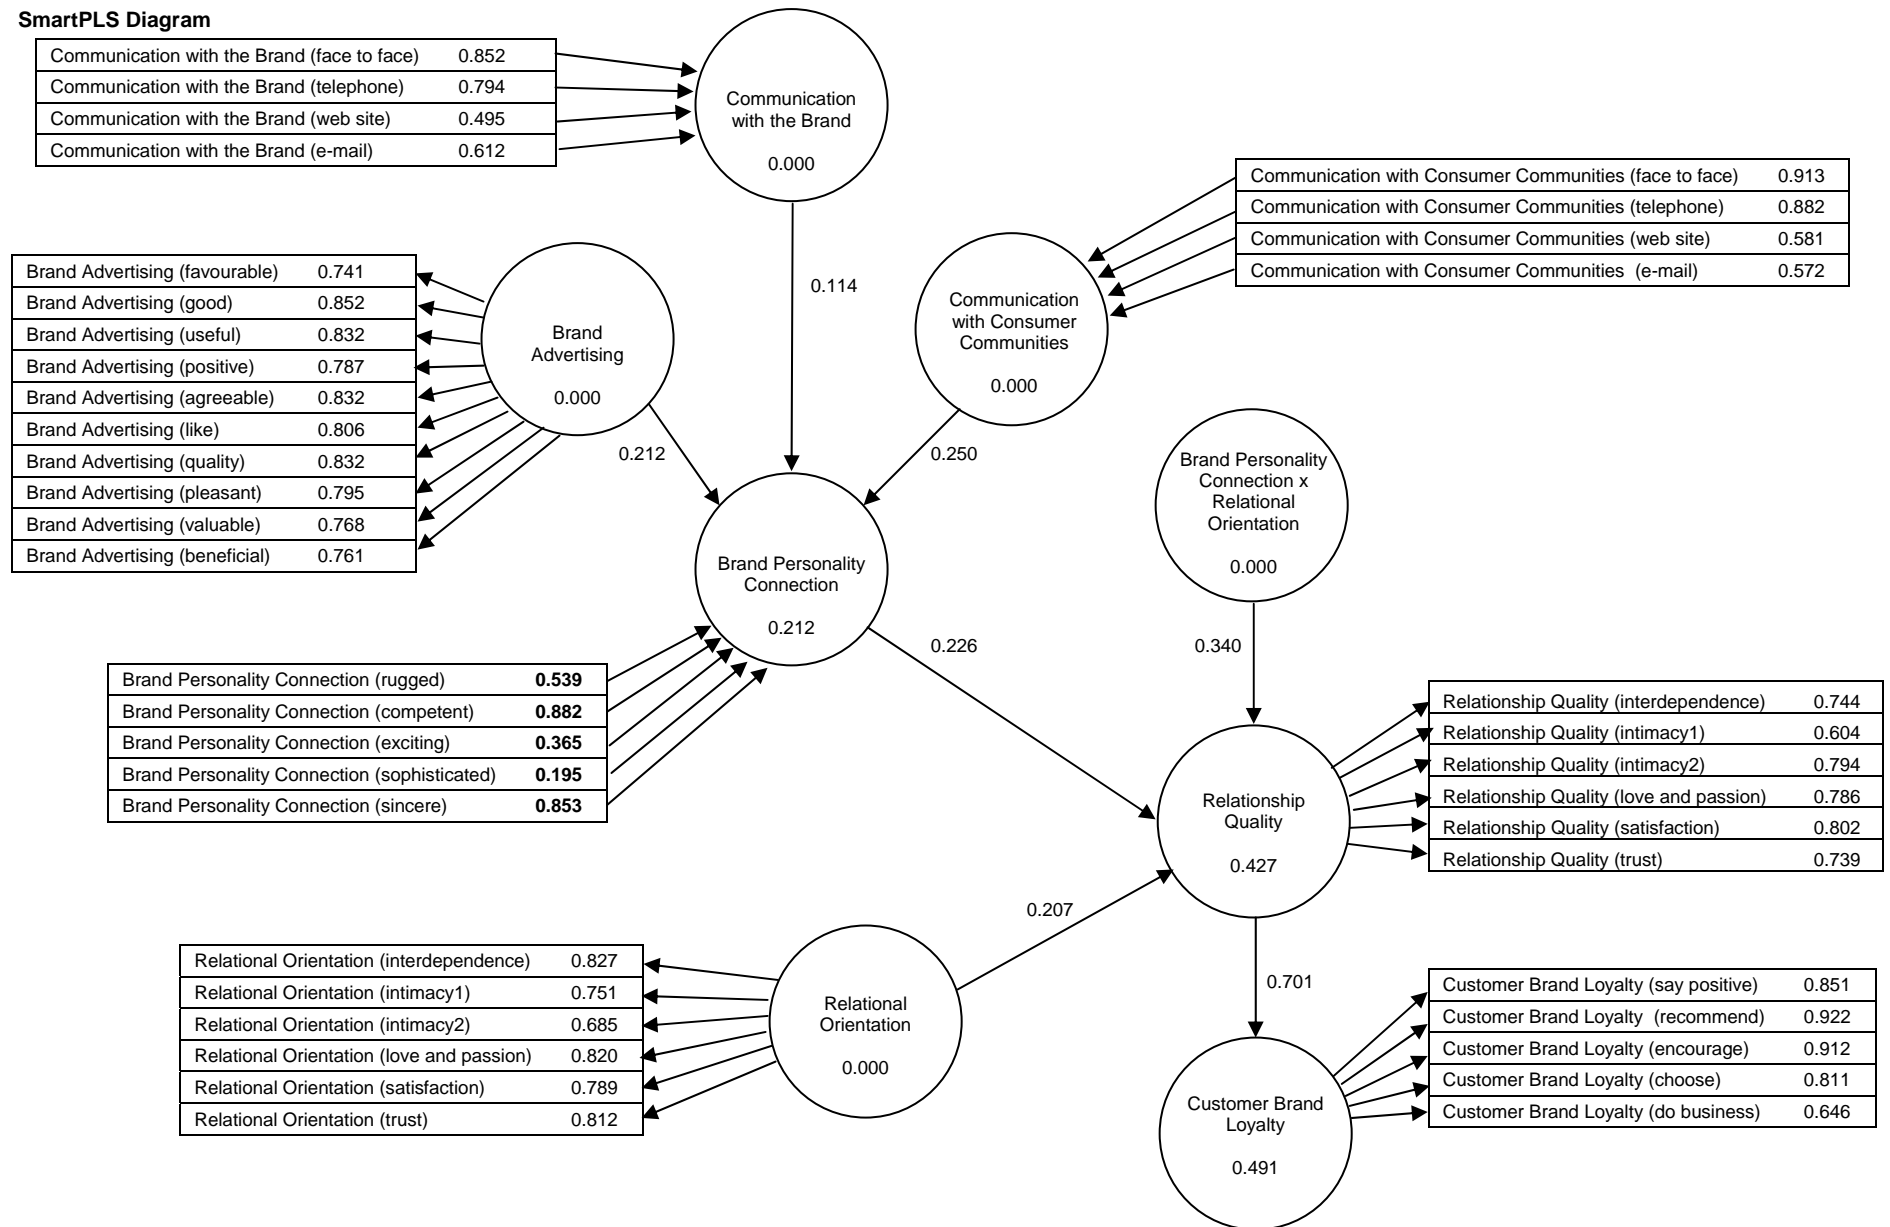 SmartPLS Diagram
Communication with the Brand (face to face) 0.852
Communication with the Brand (telephone) 0.794
Communication with the Brand (web site) 0.495
Communication with the Brand (e-mail) 0.612
Communication
with the Brand
0.000
Communication with Consumer Communities (face to face) 0.913
Communication with Consumer Communities (telephone) 0.882
Communication with Consumer Communities (web site) 0.581
Communication with Consumer Communities (e-mail) 0.572
Brand Advertising (favourable) 0.741
Brand Advertising (good) 0.852
Brand Advertising (useful) 0.832
Brand Advertising (positive) 0.787
Brand Advertising (agreeable) 0.832
Brand Advertising (like) 0.806
Brand Advertising (quality) 0.832
Brand Advertising (pleasant) 0.795
Brand Advertising (valuable) 0.768
Brand Advertising (beneficial) 0.761
Brand
Advertising
0.000
0.114
Communication
with Consumer
Communities
0.000
0.212
0.250
Brand Personality
Connection x
Relational
Orientation
0.000
Brand Personality
Connection
0.212
0.226
0.340
Brand Personality Connection (rugged) 0.539
Brand Personality Connection (competent) 0.882
Brand Personality Connection (exciting) 0.365
Brand Personality Connection (sophisticated) 0.195
Brand Personality Connection (sincere) 0.853
Relationship
Quality
0.427
Relationship Quality (interdependence) 0.744
Relationship Quality (intimacy1) 0.604
Relationship Quality (intimacy2) 0.794
Relationship Quality (love and passion) 0.786
Relationship Quality (satisfaction) 0.802
Relationship Quality (trust) 0.739
0.207
Relational Orientation (interdependence) 0.827
Relational Orientation (intimacy1) 0.751
Relational Orientation (intimacy2) 0.685
Relational Orientation (love and passion) 0.820
Relational Orientation (satisfaction) 0.789
Relational Orientation (trust) 0.812
Relational
Orientation
0.000
0.701
Customer Brand
Loyalty
0.491
Customer Brand Loyalty (say positive) 0.851
Customer Brand Loyalty (recommend) 0.922
Customer Brand Loyalty (encourage) 0.912
Customer Brand Loyalty (choose) 0.811
Customer Brand Loyalty (do business) 0.646